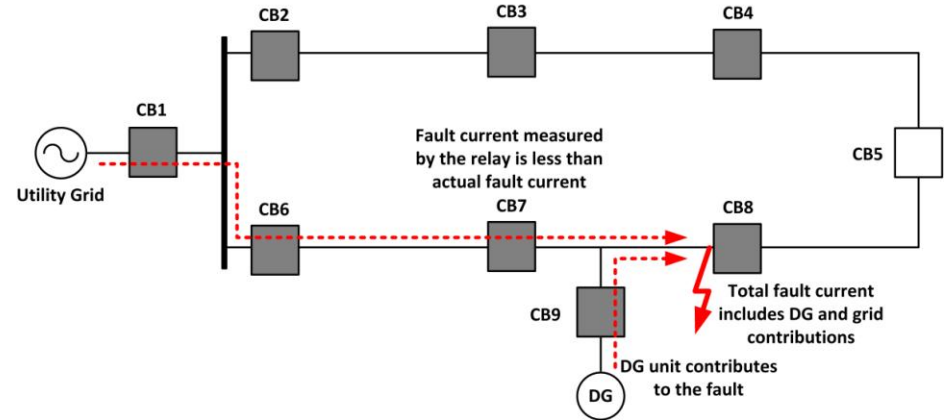 CB2
CB3
CB4
CB1
Fault current measured
by the relay is less than
actual fault current
CB5
Utility Grid
CB6
CB7
CB8
CB9
Total fault current
includes DG and grid
contributions
DG unit contributes
to the fault
DG